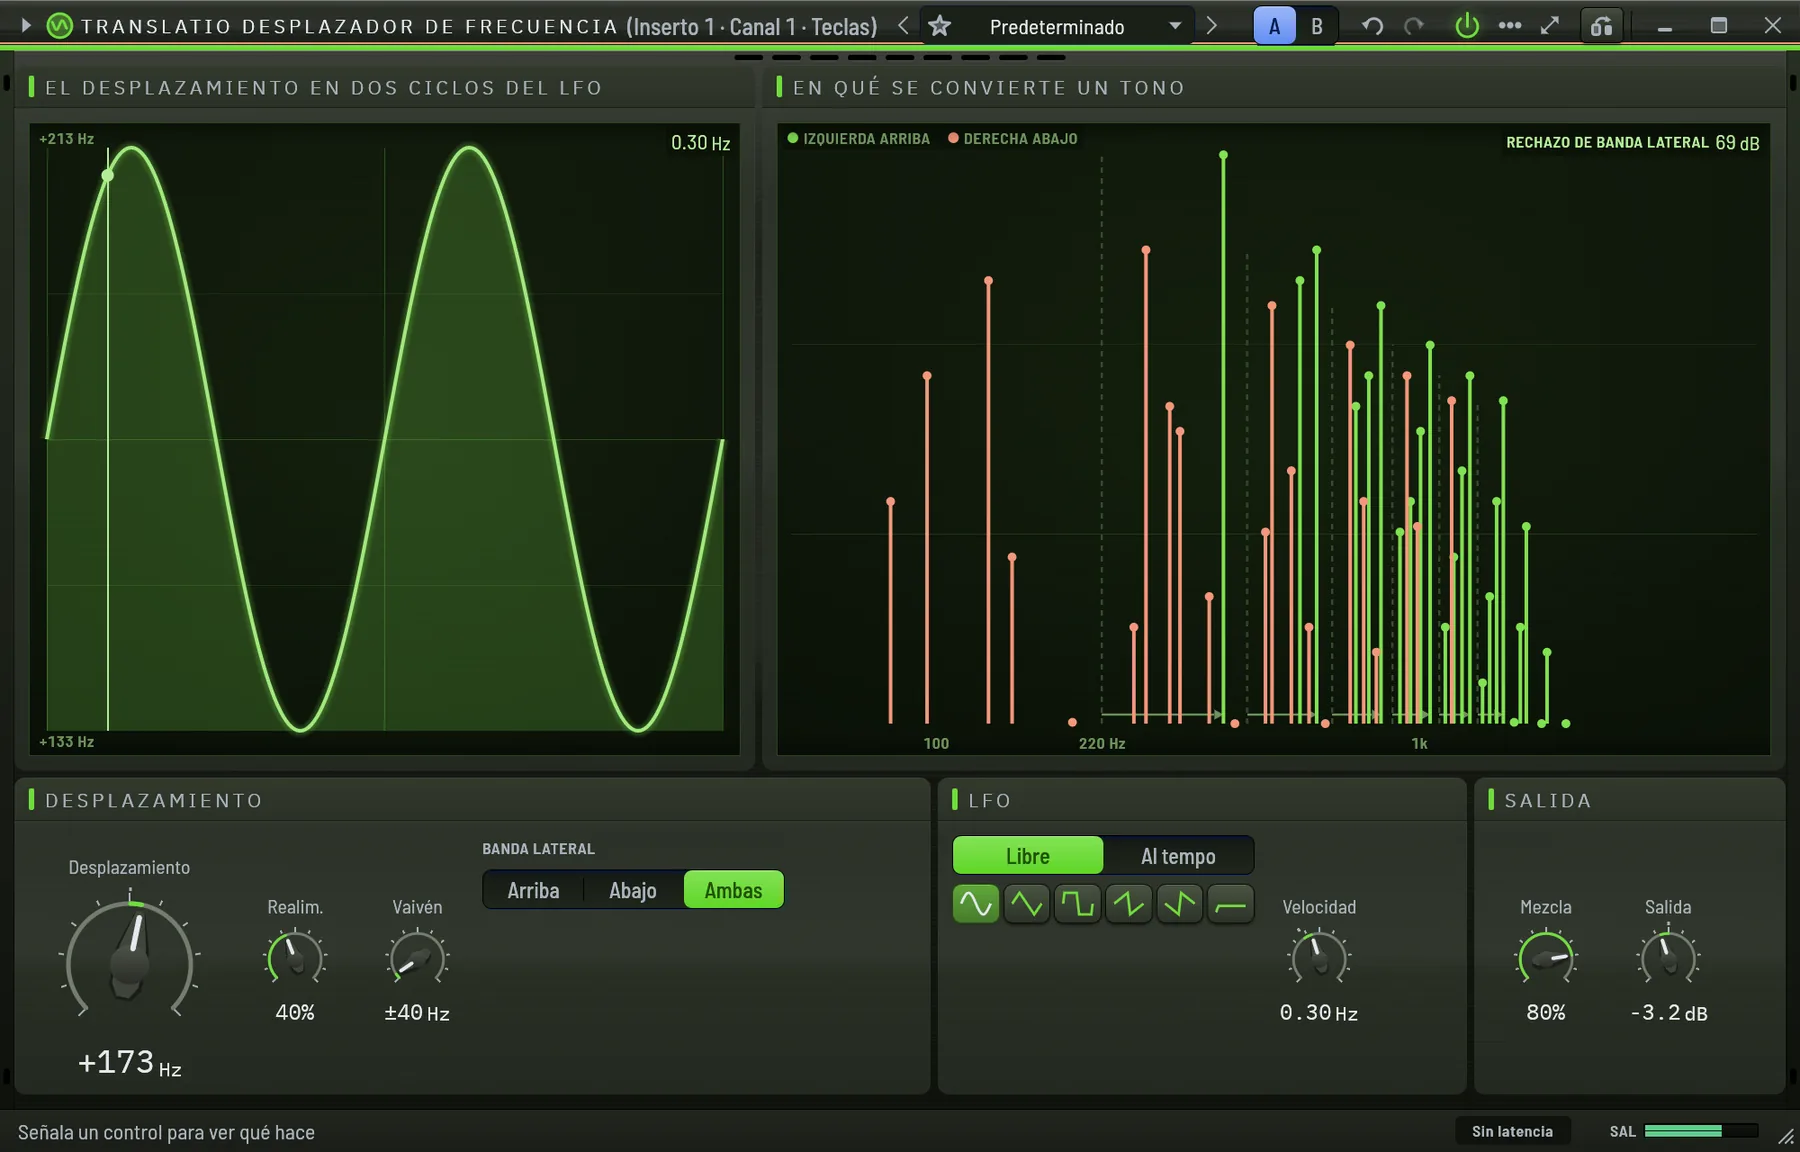 TRANSLATIO DESPLAZADOR DE FRECUENCIA (Inserto 1 · Canal 1 · Teclas)
Predeterminado
A B
EL DESPLAZAMIENTO EN DOS CICLOS DEL LFO
+213 Hz
0.30 Hz
+133 Hz
EN QUÉ SE CONVIERTE UN TONO
IZQUIERDA ARRIBA
DERECHA ABAJO
RECHAZO DE BANDA LATERAL 69 dB
100
220 Hz
1k
DESPLAZAMIENTO
Desplazamiento
+173 Hz
Realim.
40%
Vaivén
±40 Hz
BANDA LATERAL
Arriba
Abajo
Ambas
LFO
Libre
Al tempo
Velocidad
0.30 Hz
SALIDA
Mezcla
80%
Salida
-3.2 dB
Señala un control para ver qué hace
Sin latencia
SAL